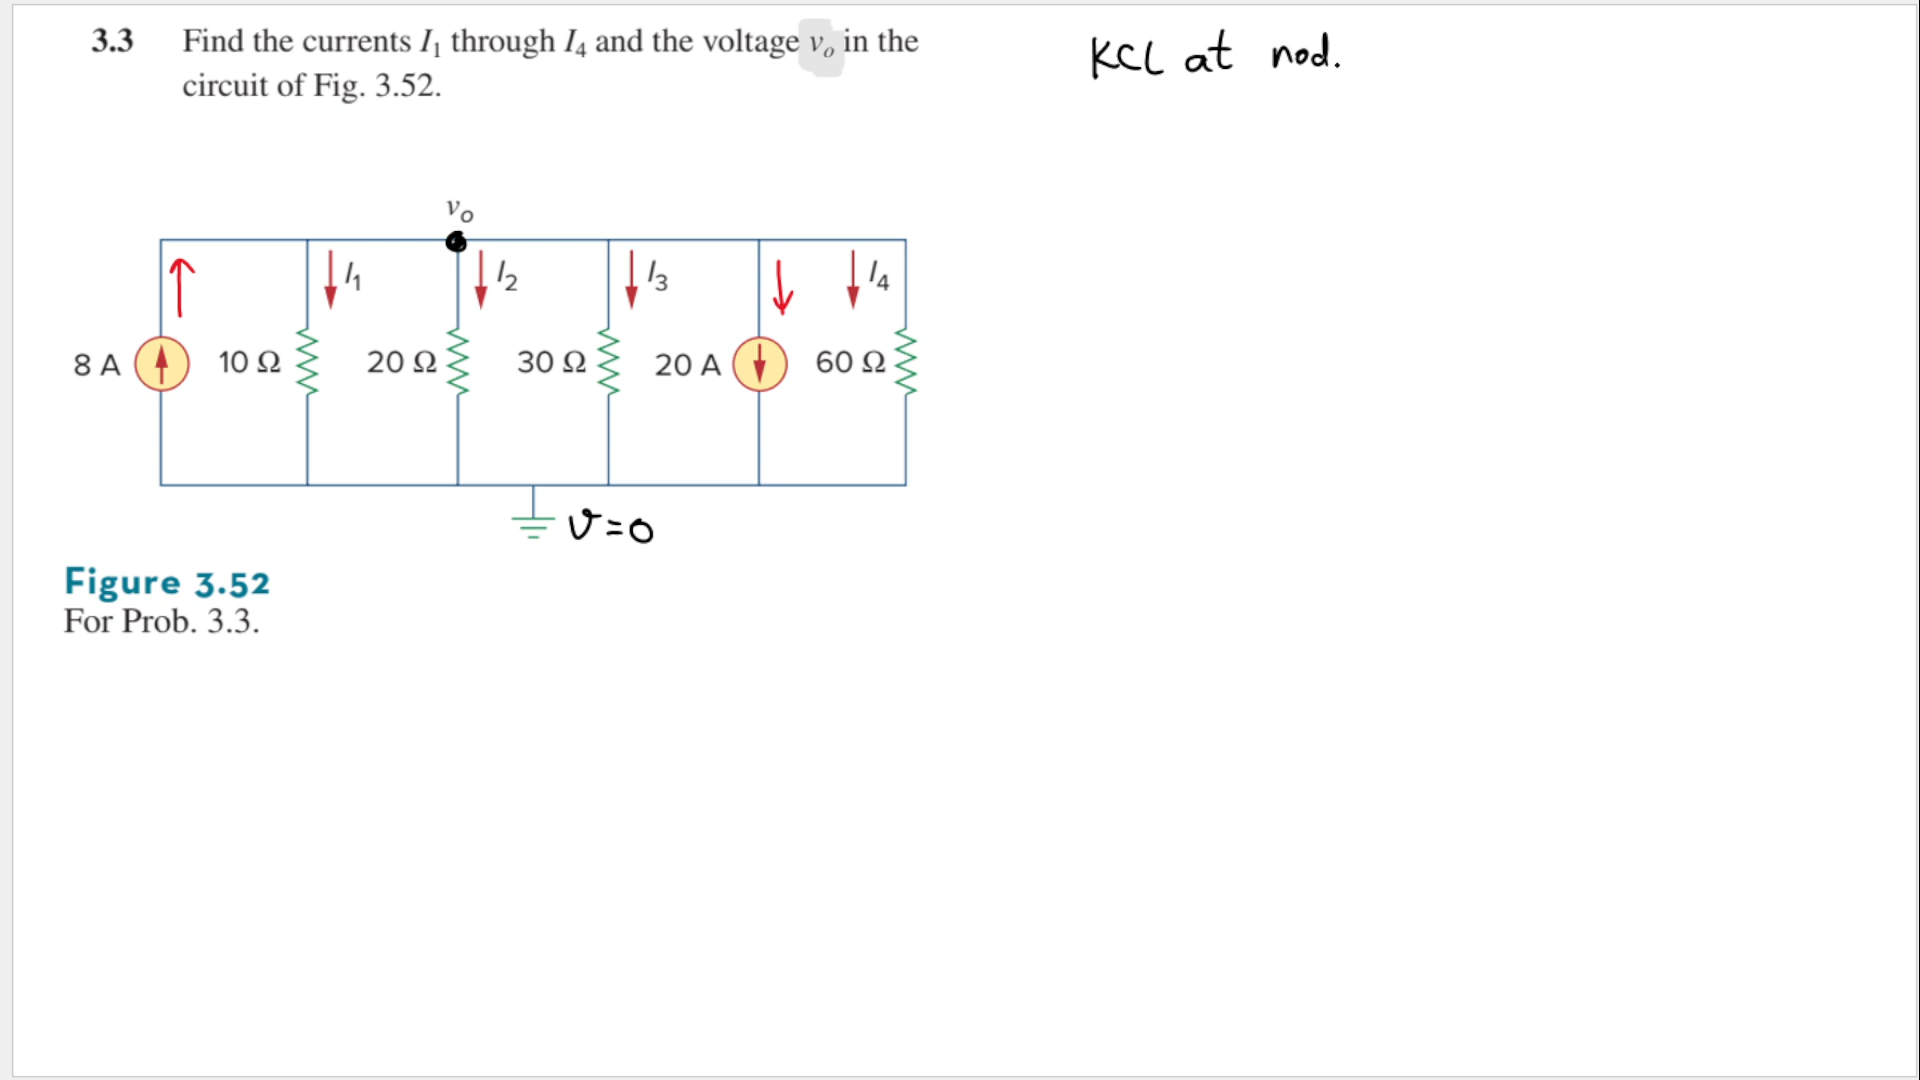 3.3 Find the currents I₁ through I₄ and the voltage vₒ in the
circuit of Fig. 3.52.
KCL at nod.
vₒ
I₁ I₂ I₃ I₄
8 A 10 Ω 20 Ω 30 Ω 20 A 60 Ω
v=0
Figure 3.52
For Prob. 3.3.